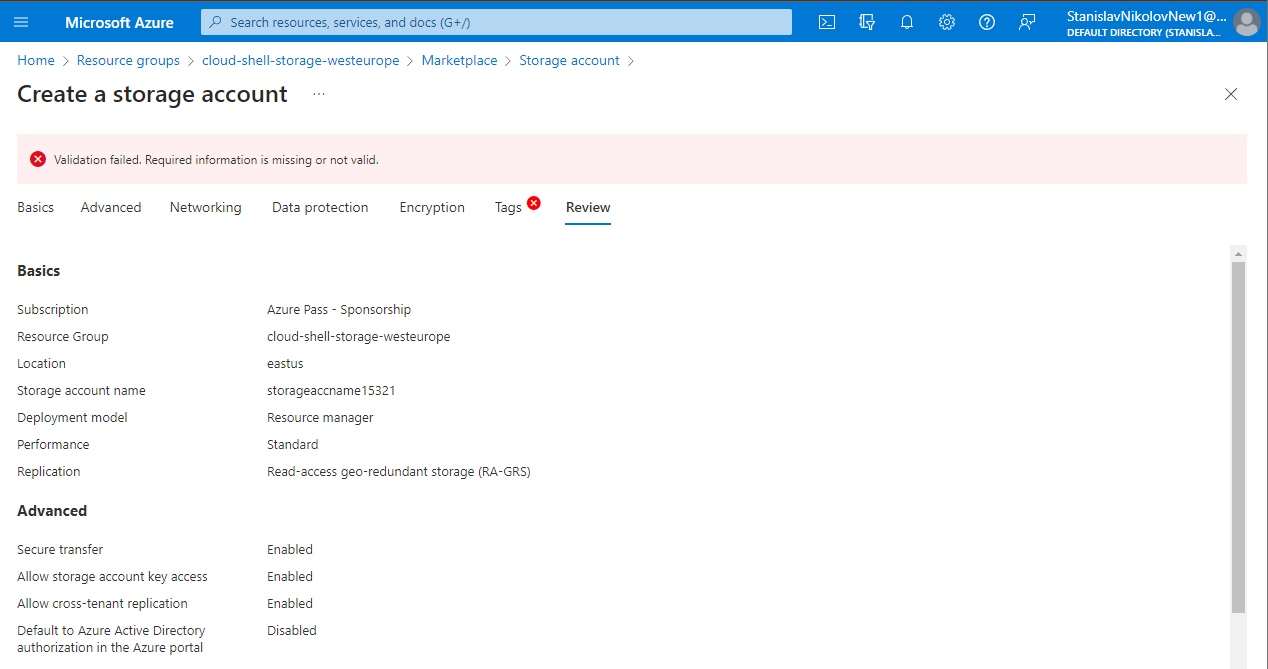 Microsoft Azure
Search resources, services, and docs (G+/)
StanislavNikolovNew1@...
DEFAULT DIRECTORY (STANISLA...
Home > Resource groups > cloud-shell-storage-westeurope > Marketplace > Storage account >
Create a storage account ...
Validation failed. Required information is missing or not valid.
Basics Advanced Networking Data protection Encryption Tags Review
Basics
Subscription Azure Pass - Sponsorship
Resource Group cloud-shell-storage-westeurope
Location eastus
Storage account name storageaccname15321
Deployment model Resource manager
Performance Standard
Replication Read-access geo-redundant storage (RA-GRS)
Advanced
Secure transfer Enabled
Allow storage account key access Enabled
Allow cross-tenant replication Enabled
Default to Azure Active Directory Disabled
authorization in the Azure portal